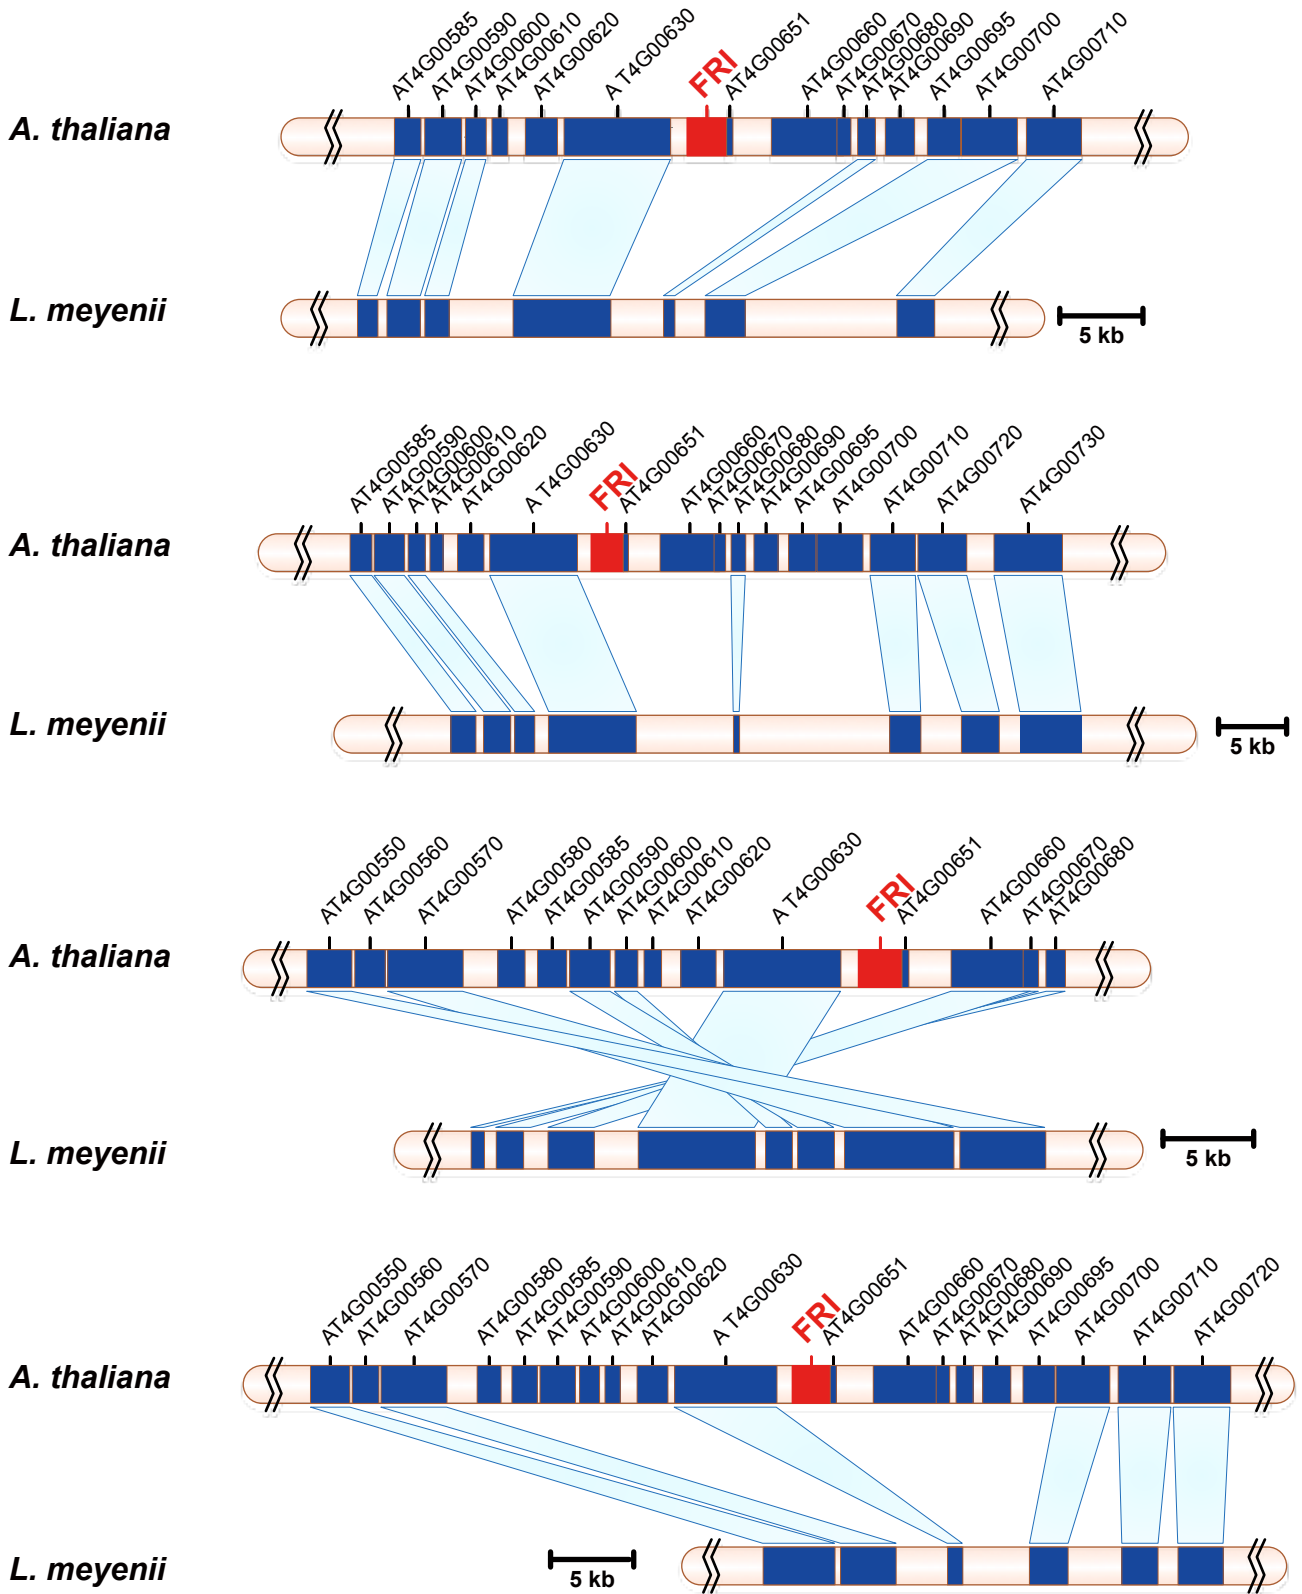 AT4G00585 AT4G00590 AT4G00600 AT4G00610 AT4G00620 A T4G00630 FRI AT4G00651 AT4G00660 AT4G00670 AT4G00680 AT4G00690 AT4G00695 AT4G00700 AT4G00710
A. thaliana
L. meyenii
5 kb
AT4G00585 AT4G00590 AT4G00600 AT4G00610 AT4G00620 A T4G00630 FRI AT4G00651 AT4G00660 AT4G00670 AT4G00680 AT4G00690 AT4G00695 AT4G00700 AT4G00710 AT4G00720 AT4G00730
A. thaliana
L. meyenii
5 kb
AT4G00550 AT4G00560 AT4G00570 AT4G00580 AT4G00585 AT4G00590 AT4G00600 AT4G00610 AT4G00620 A T4G00630 FRI AT4G00651 AT4G00660 AT4G00670 AT4G00680
A. thaliana
L. meyenii
5 kb
AT4G00550 AT4G00560 AT4G00570 AT4G00580 AT4G00585 AT4G00590 AT4G00600 AT4G00610 AT4G00620 A T4G00630 FRI AT4G00651 AT4G00660 AT4G00670 AT4G00680 AT4G00690 AT4G00695 AT4G00700 AT4G00710 AT4G00720
A. thaliana
L. meyenii
5 kb